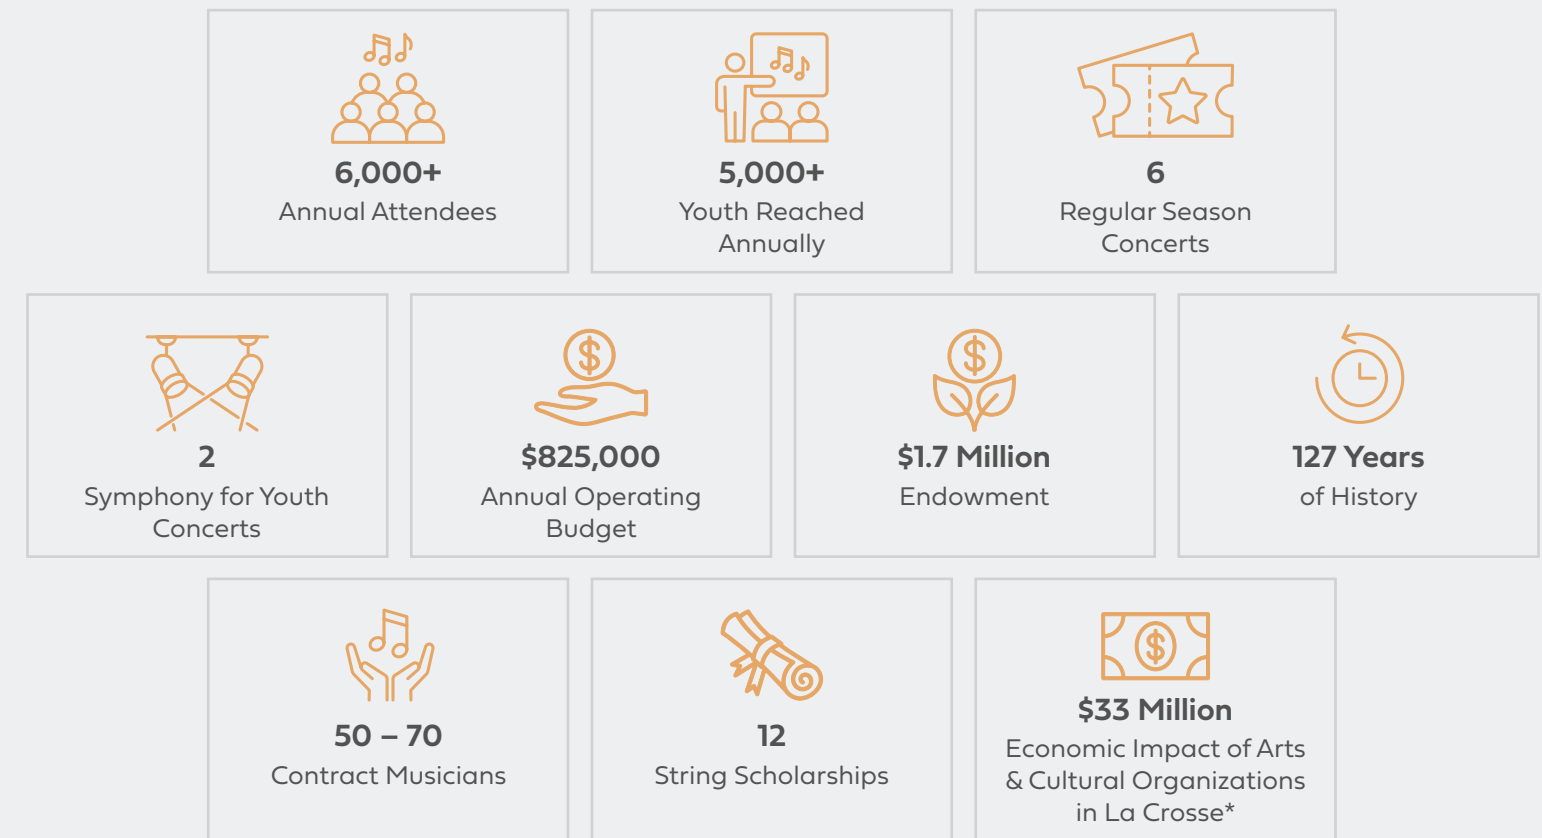 6,000+
Annual Attendees
5,000+
Youth Reached
Annually
6
Regular Season
Concerts
2
Symphony for Youth
Concerts
$825,000
Annual Operating
Budget
$1.7 Million
Endowment
127 Years
of History
50 – 70
Contract Musicians
12
String Scholarships
$33 Million
Economic Impact of Arts
& Cultural Organizations
in La Crosse*